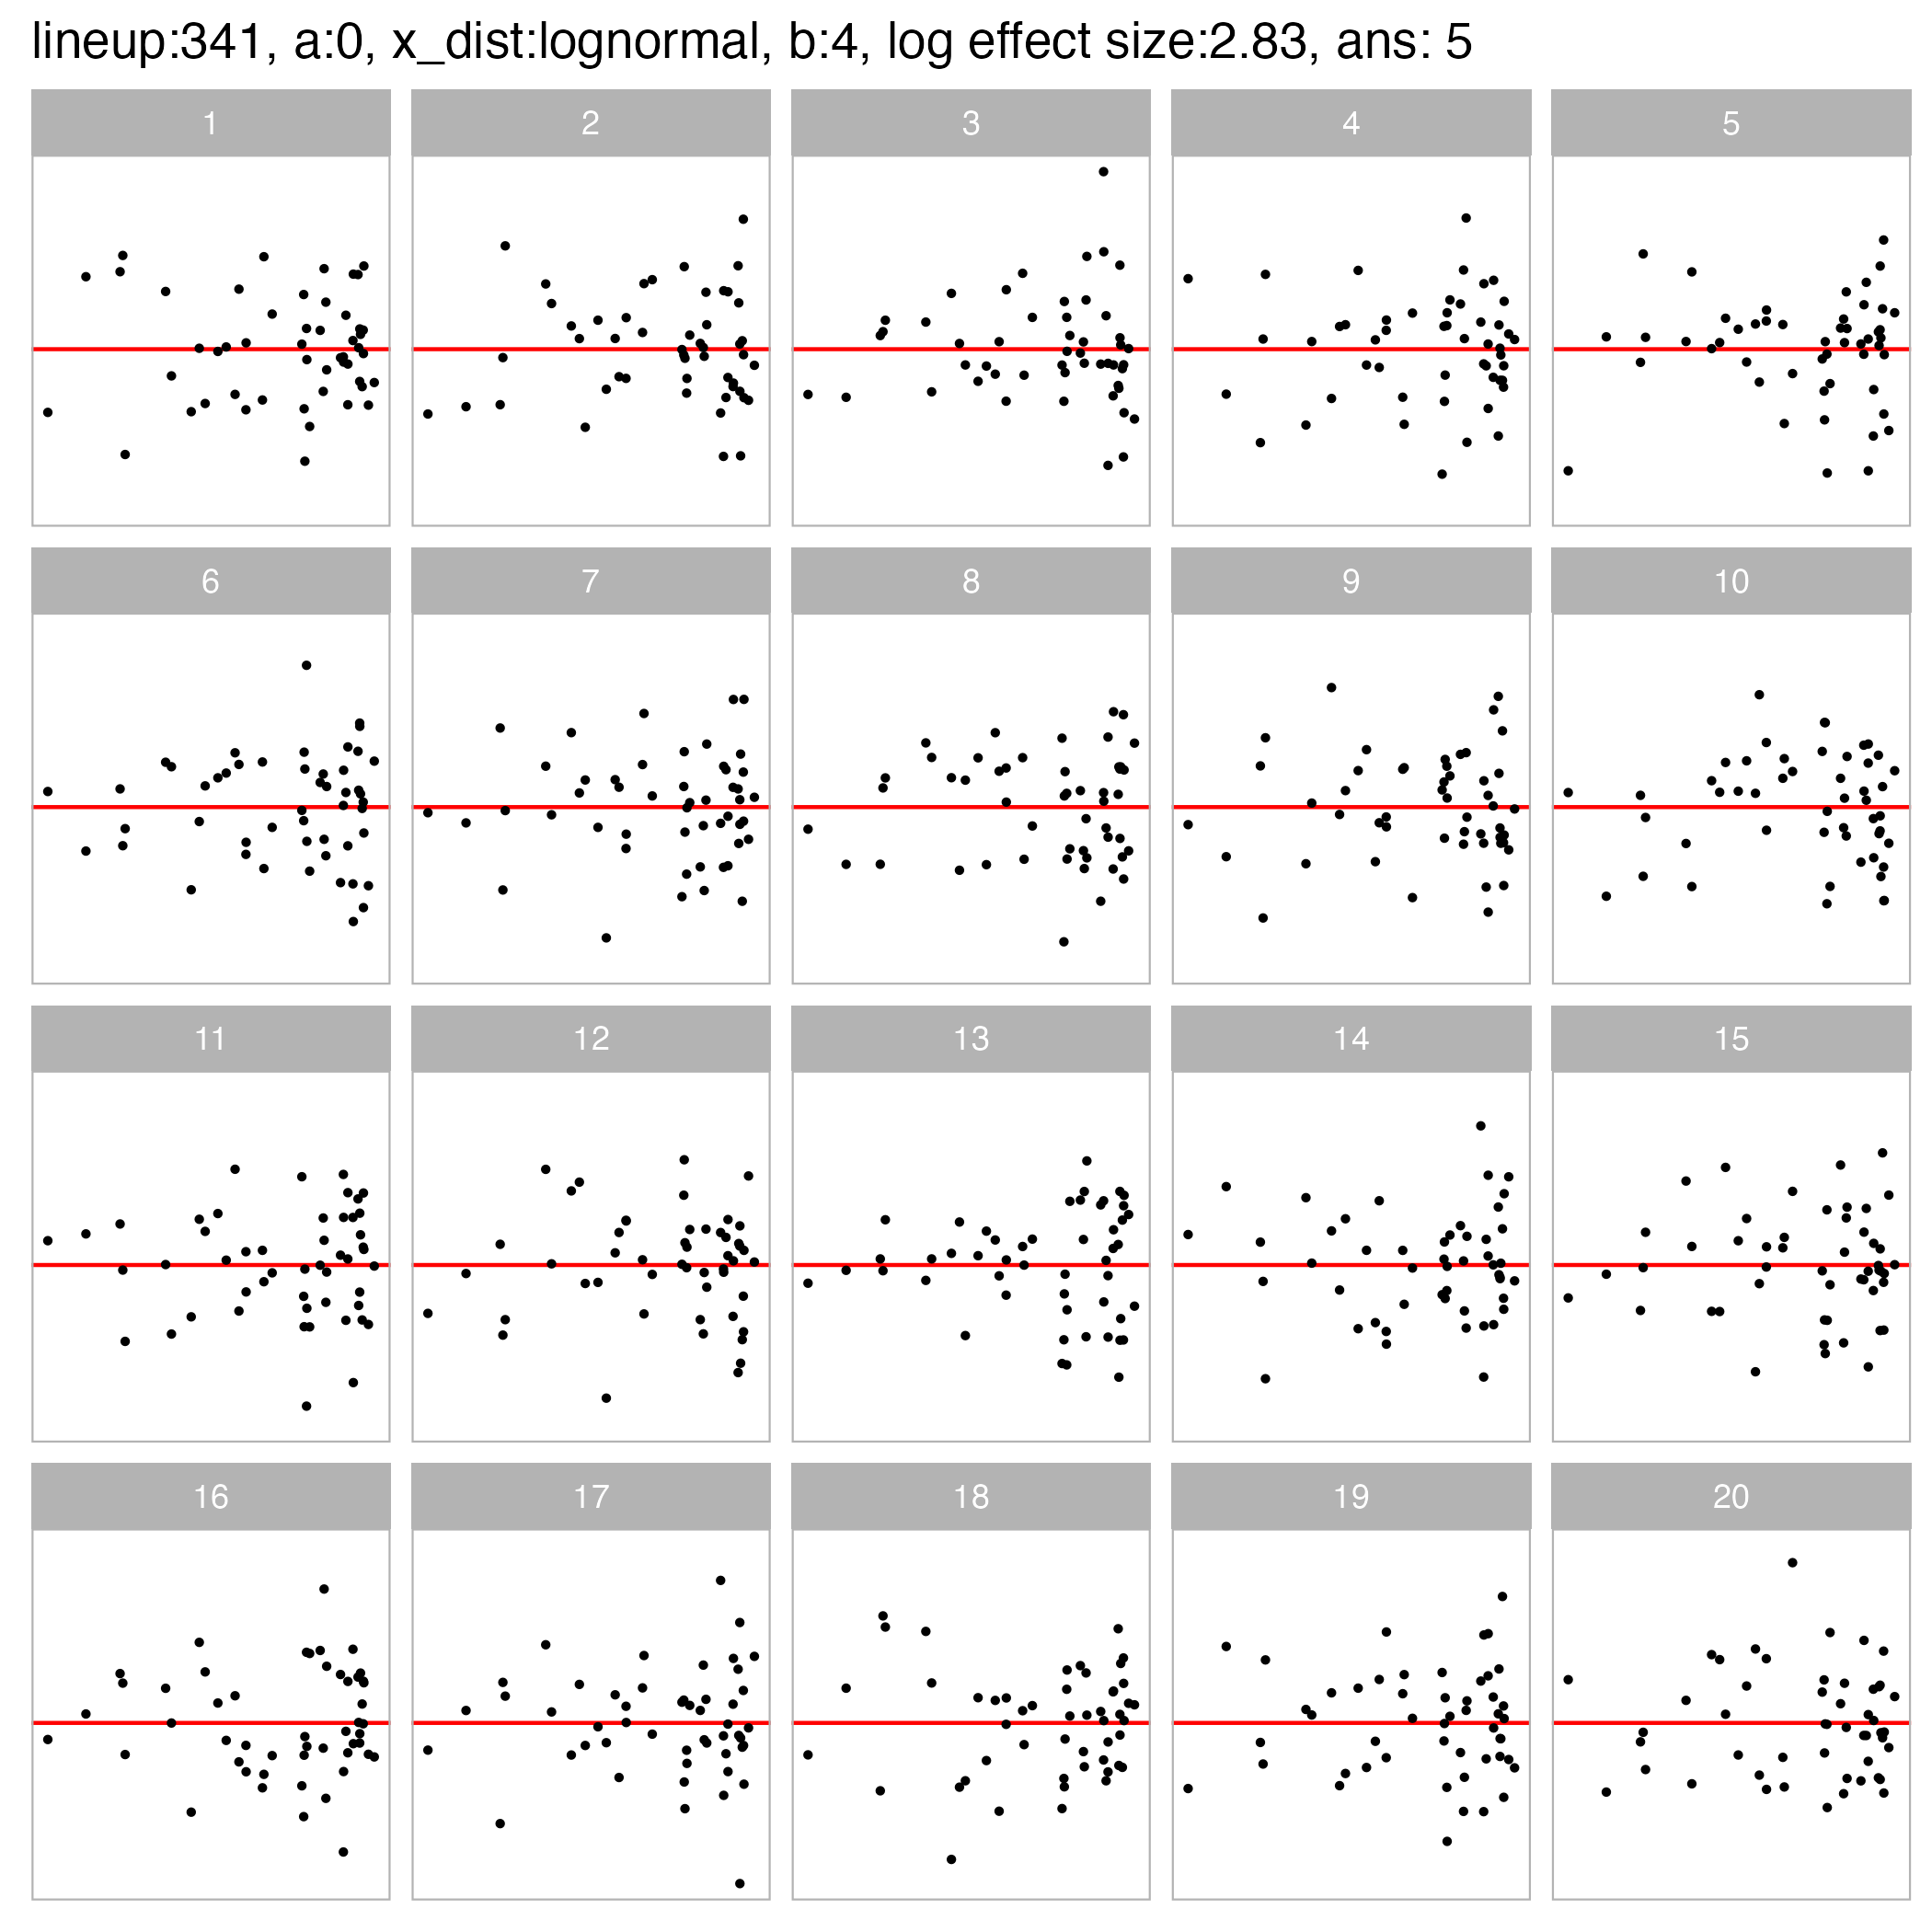 lineup:341, a:0, x_dist:lognormal, b:4, log effect size:2.83, ans: 5
1 2 3 4 5
6 7 8 9 10
11 12 13 14 15
16 17 18 19 20